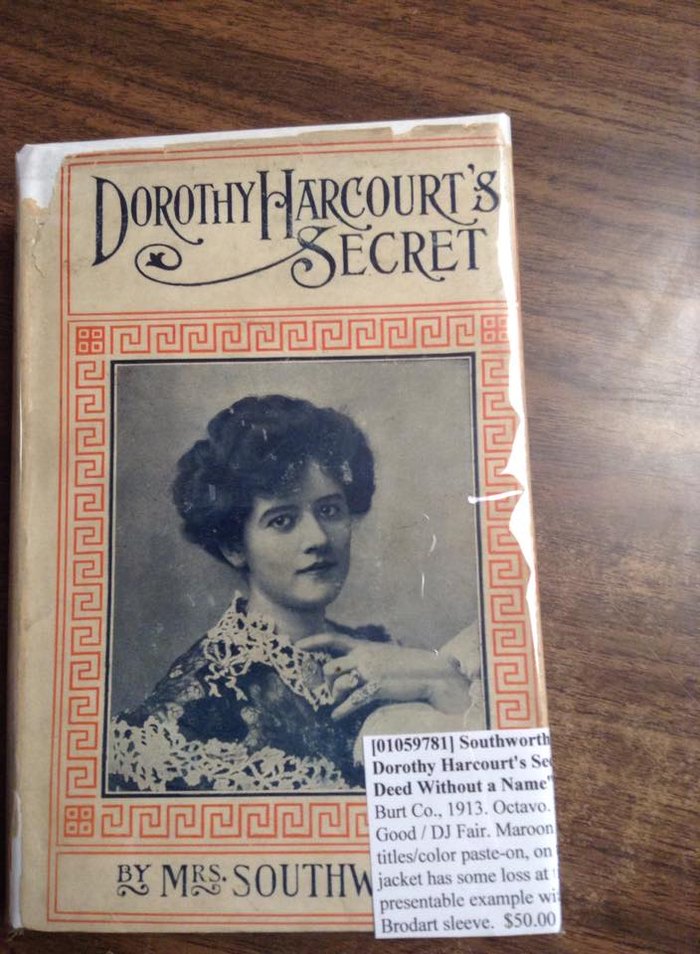 DOROTHY HARCOURT'S
SECRET
BY MRS. SOUTHW
[01059781] Southworth
Dorothy Harcourt's Se
Deed Without a Name"
Burt Co., 1913. Octavo.
Good / DJ Fair. Maroon
titles/color paste-on, on
jacket has some loss at
presentable example wi
Brodart sleeve. $50.00